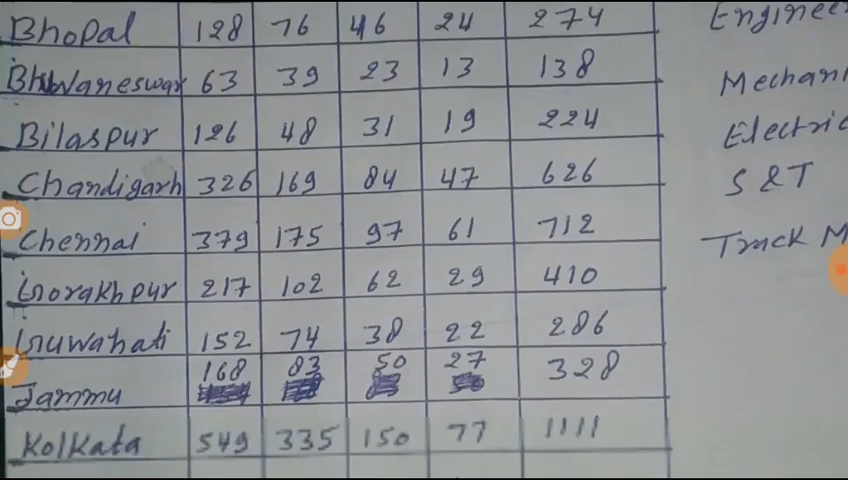 Bhopal 128 76 46 24 274
Bhubwaneswar 63 39 23 13 138
Bilaspur 126 48 31 19 224
Chandigarh 326 169 84 47 626
Chennai 379 175 97 61 712
Gorakhpur 217 102 62 29 410
Guwahati 152 74 38 22 286
Jammu 168 83 50 27 328
Kolkata 549 335 150 77 1111
Enginee
Mechani
Electric
S &T
Track M